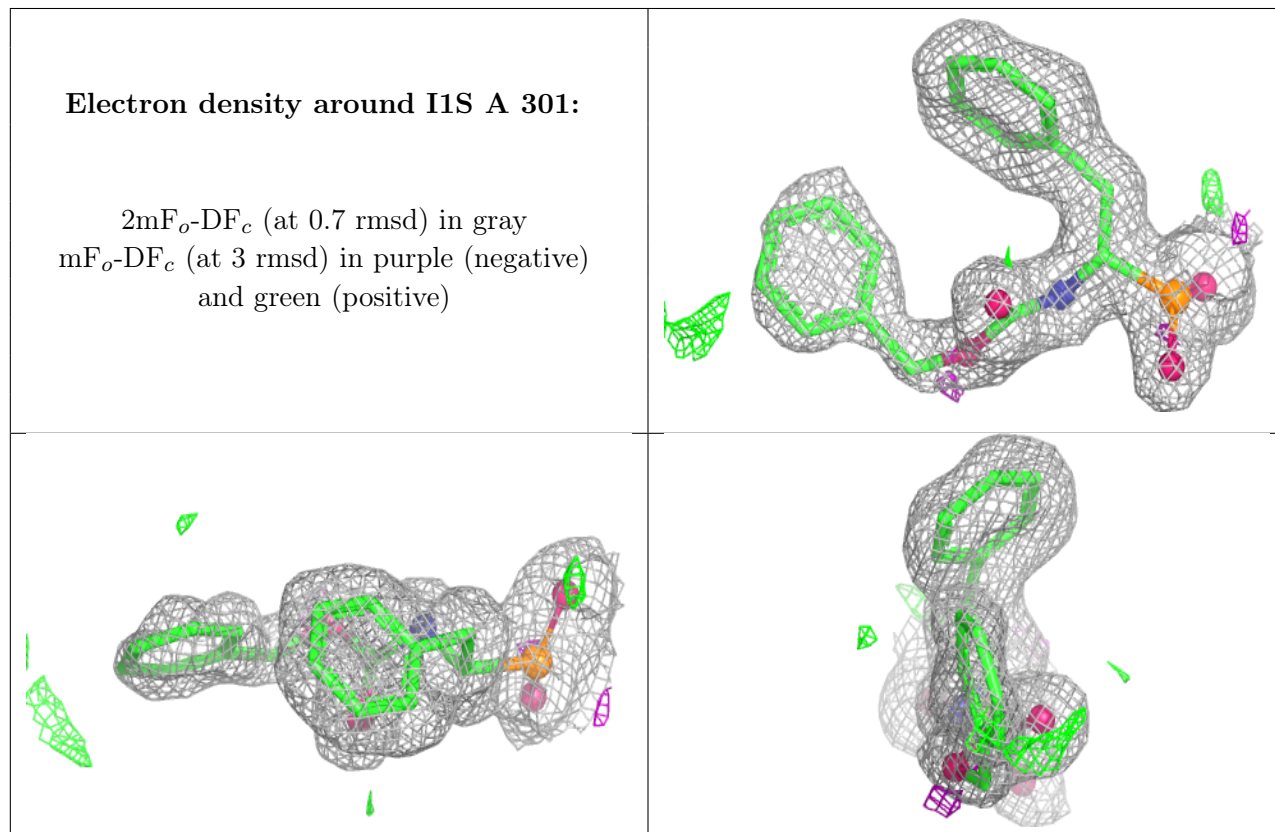 Electron density around I1S A 301:
2mFo-DFc (at 0.7 rmsd) in gray
mFo-DFc (at 3 rmsd) in purple (negative)
and green (positive)